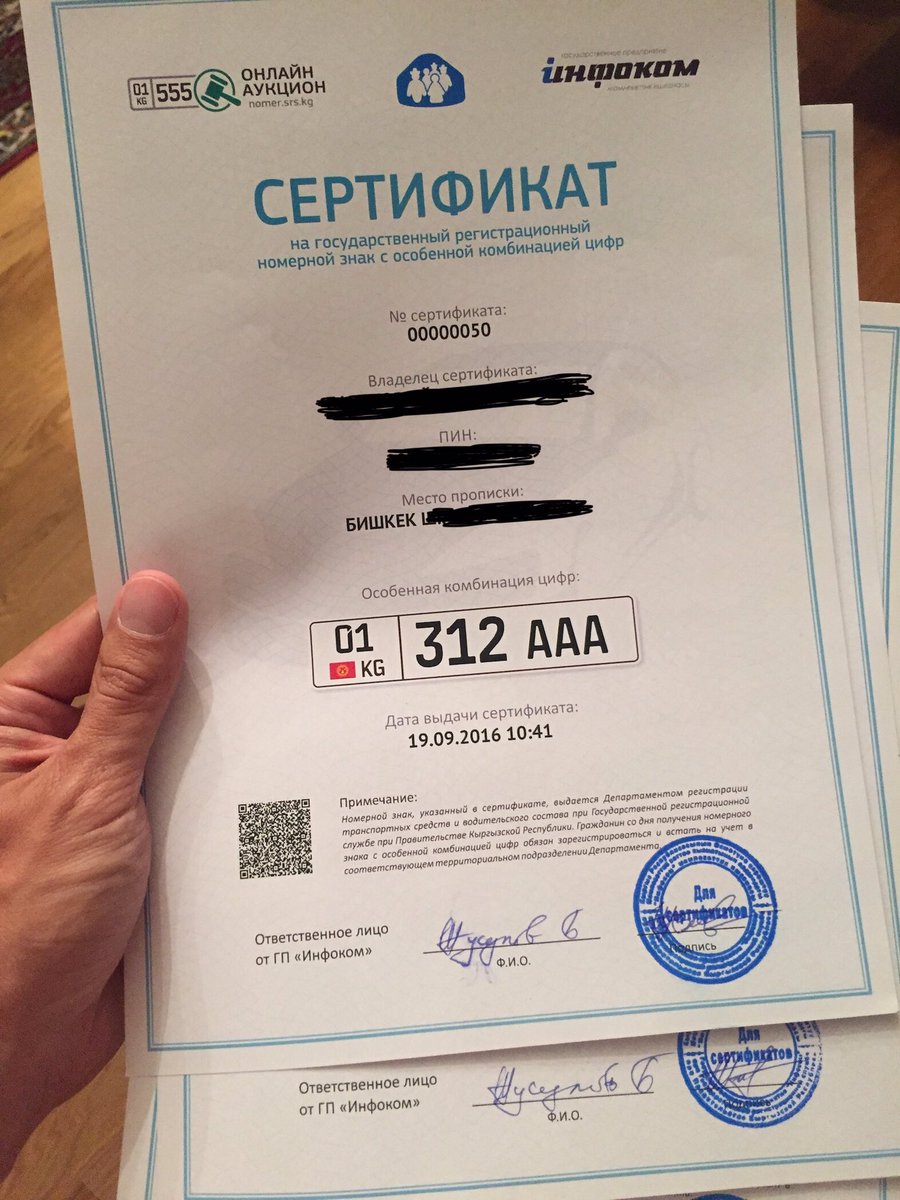 01
KG
555
ОНЛАЙН
АУКЦИОН
nomer.srs.kg
государственное предприятие
инфоком
СЕРТИФИКАТ
на государственный регистрационный
номерной знак с особенной комбинацией цифр
№ сертификата:
00000050
Владелец сертификата:
ПИН:
Место прописки:
БИШКЕК
Особенная комбинация цифр:
01
KG
312 AAA
Дата выдачи сертификата:
19.09.2016 10:41
Примечание:
Номерной знак, указанный в сертификате, выдается Департаментом регистрации
транспортных средств и водительского состава при Государственной регистрационной
службе при Правительстве Кыргызской Республики. Гражданин со дня получения номерного
знака с особенной комбинацией цифр обязан зарегистрироваться и встать на учет в
соответствующем территориальном подразделении Департамента.
Ответственное лицо
от ГП «Инфоком»
Жусупов Б
Ф.И.О.
Для
сертификатов
подпись
Ответственное лицо
от ГП «Инфоком»
Жусупов Б
Ф.И.О.
Для
сертификатов